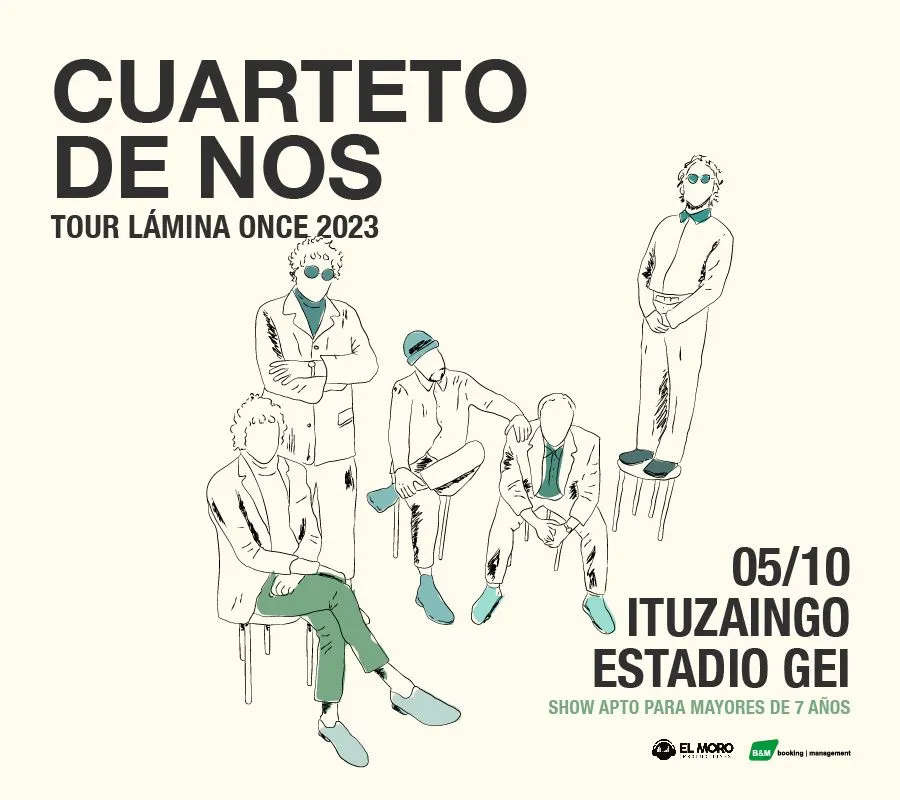 CUARTETO
DE NOS
TOUR LÁMINA ONCE 2023
05/10
ITUZAINGO
ESTADIO GEI
SHOW APTO PARA MAYORES DE 7 AÑOS
EL MORO
PRODUCCIONES
B&M booking | management